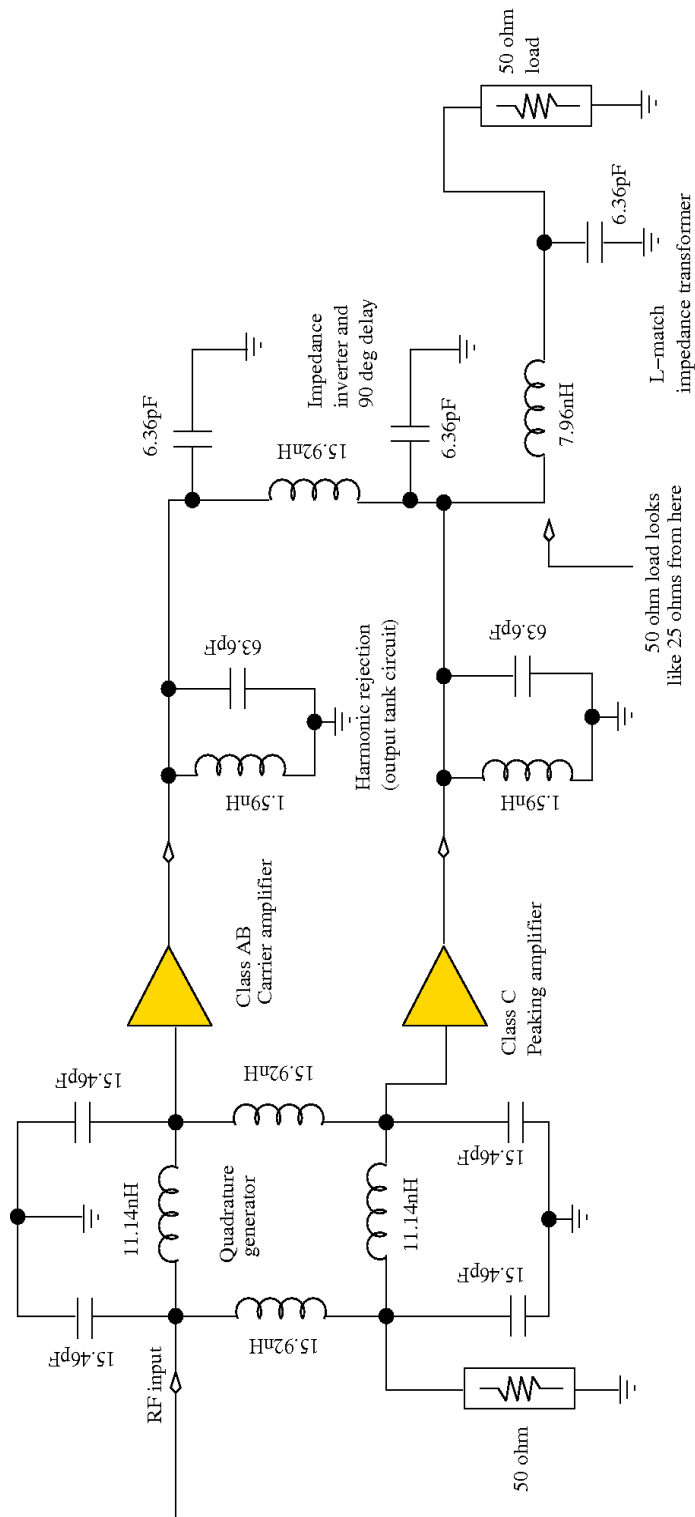 RF input
15.46pF
15.46pF
11.14nH
Quadrature
generator
15.92nH
15.92nH
11.14nH
15.46pF
15.46pF
50 ohm
Class AB
Carrier amplifier
Class C
Peaking amplifier
1.59nH
63.6pF
Harmonic rejection
(output tank circuit)
1.59nH
63.6pF
6.36pF
15.92nH
Impedance
inverter and
90 deg delay
6.36pF
7.96nH
50 ohm load looks
like 25 ohms from here
6.36pF
L-match
impedance transformer
50 ohm
load